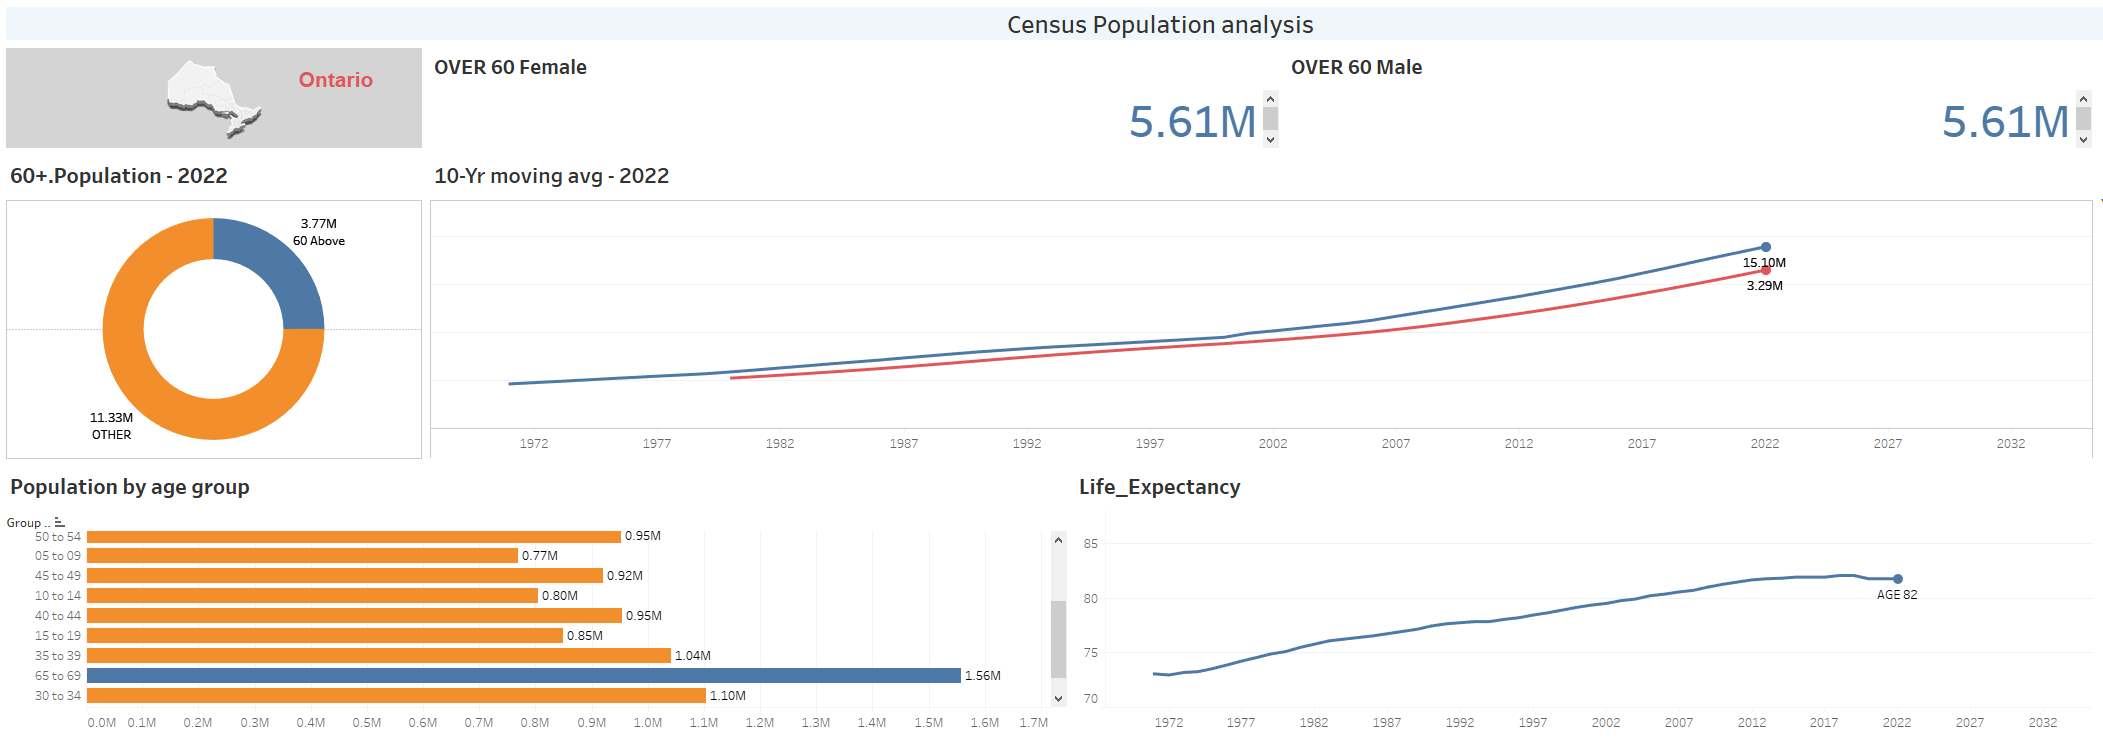 Census Population analysis
Ontario
OVER 60 Female
5.61M
OVER 60 Male
5.61M
60+.Population - 2022
3.77M
60 Above
11.33M
OTHER
10-Yr moving avg - 2022
15.10M
3.29M
1972 1977 1982 1987 1992 1997 2002 2007 2012 2017 2022 2027 2032
Population by age group
Group ..
50 to 54 0.95M
05 to 09 0.77M
45 to 49 0.92M
10 to 14 0.80M
40 to 44 0.95M
15 to 19 0.85M
35 to 39 1.04M
65 to 69 1.56M
30 to 34 1.10M
0.0M 0.1M 0.2M 0.3M 0.4M 0.5M 0.6M 0.7M 0.8M 0.9M 1.0M 1.1M 1.2M 1.3M 1.4M 1.5M 1.6M 1.7M
Life_Expectancy
85
80
75
70
AGE 82
1972 1977 1982 1987 1992 1997 2002 2007 2012 2017 2022 2027 2032